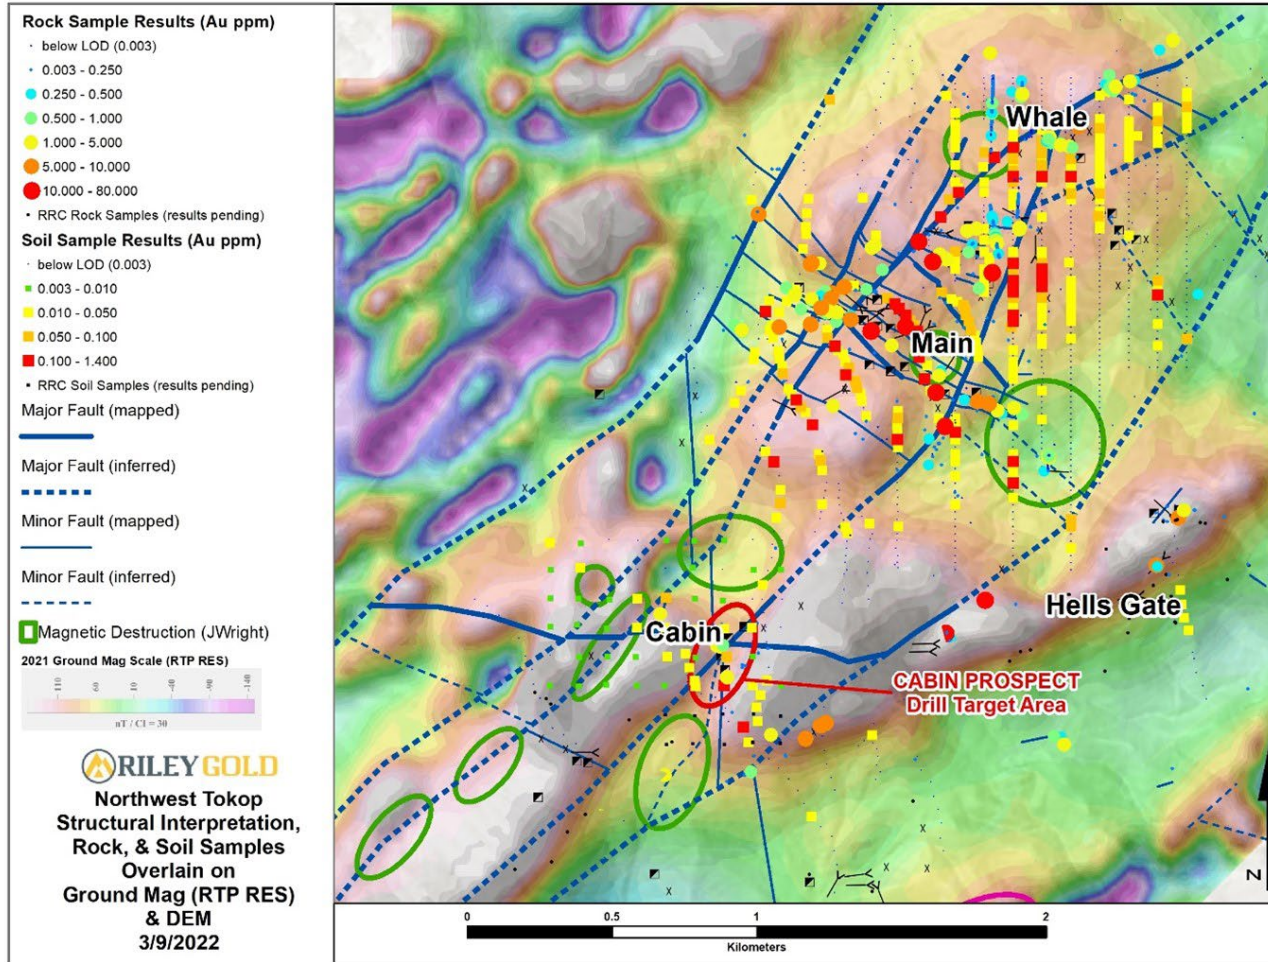 Rock Sample Results (Au ppm)
below LOD (0.003)
0.003 - 0.250
0.250 - 0.500
0.500 - 1.000
1.000 - 5.000
5.000 - 10.000
10.000 - 80.000
RRC Rock Samples (results pending)
Soil Sample Results (Au ppm)
below LOD (0.003)
0.003 - 0.010
0.010 - 0.050
0.050 - 0.100
0.100 - 1.400
RRC Soil Samples (results pending)
Major Fault (mapped)
Major Fault (inferred)
Minor Fault (mapped)
Minor Fault (inferred)
Magnetic Destruction (JWright)
2021 Ground Mag Scale (RTP RES)
110 60 10 -40 -90 -140
nT / CI = 30
RILEY GOLD
Northwest Tokop
Structural Interpretation,
Rock, & Soil Samples
Overlain on
Ground Mag (RTP RES)
& DEM
3/9/2022
Whale
Main
Hells Gate
Cabin
CABIN PROSPECT
Drill Target Area
N
0 0.5 1 2
Kilometers